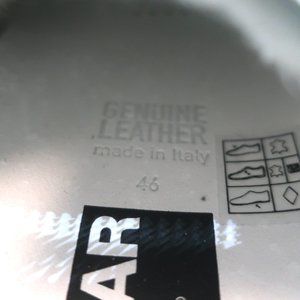 GENUINE
LEATHER
made in Italy
46
AR